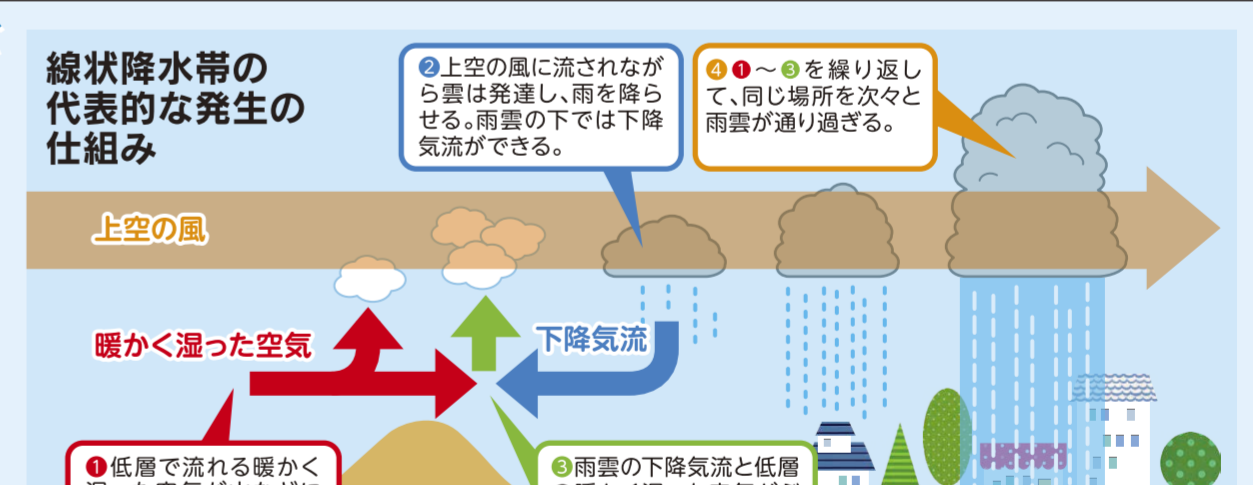 線状降水帯の
代表的な発生の
仕組み
❷上空の風に流されなが
ら雲は発達し、雨を降ら
せる。雨雲の下では下降
気流ができる。
❹❶～❸を繰り返し
て、同じ場所を次々と
雨雲が通り過ぎる。
上空の風
暖かく湿った空気
下降気流
❶低層で流れる暖かく
❸雨雲の下降気流と低層